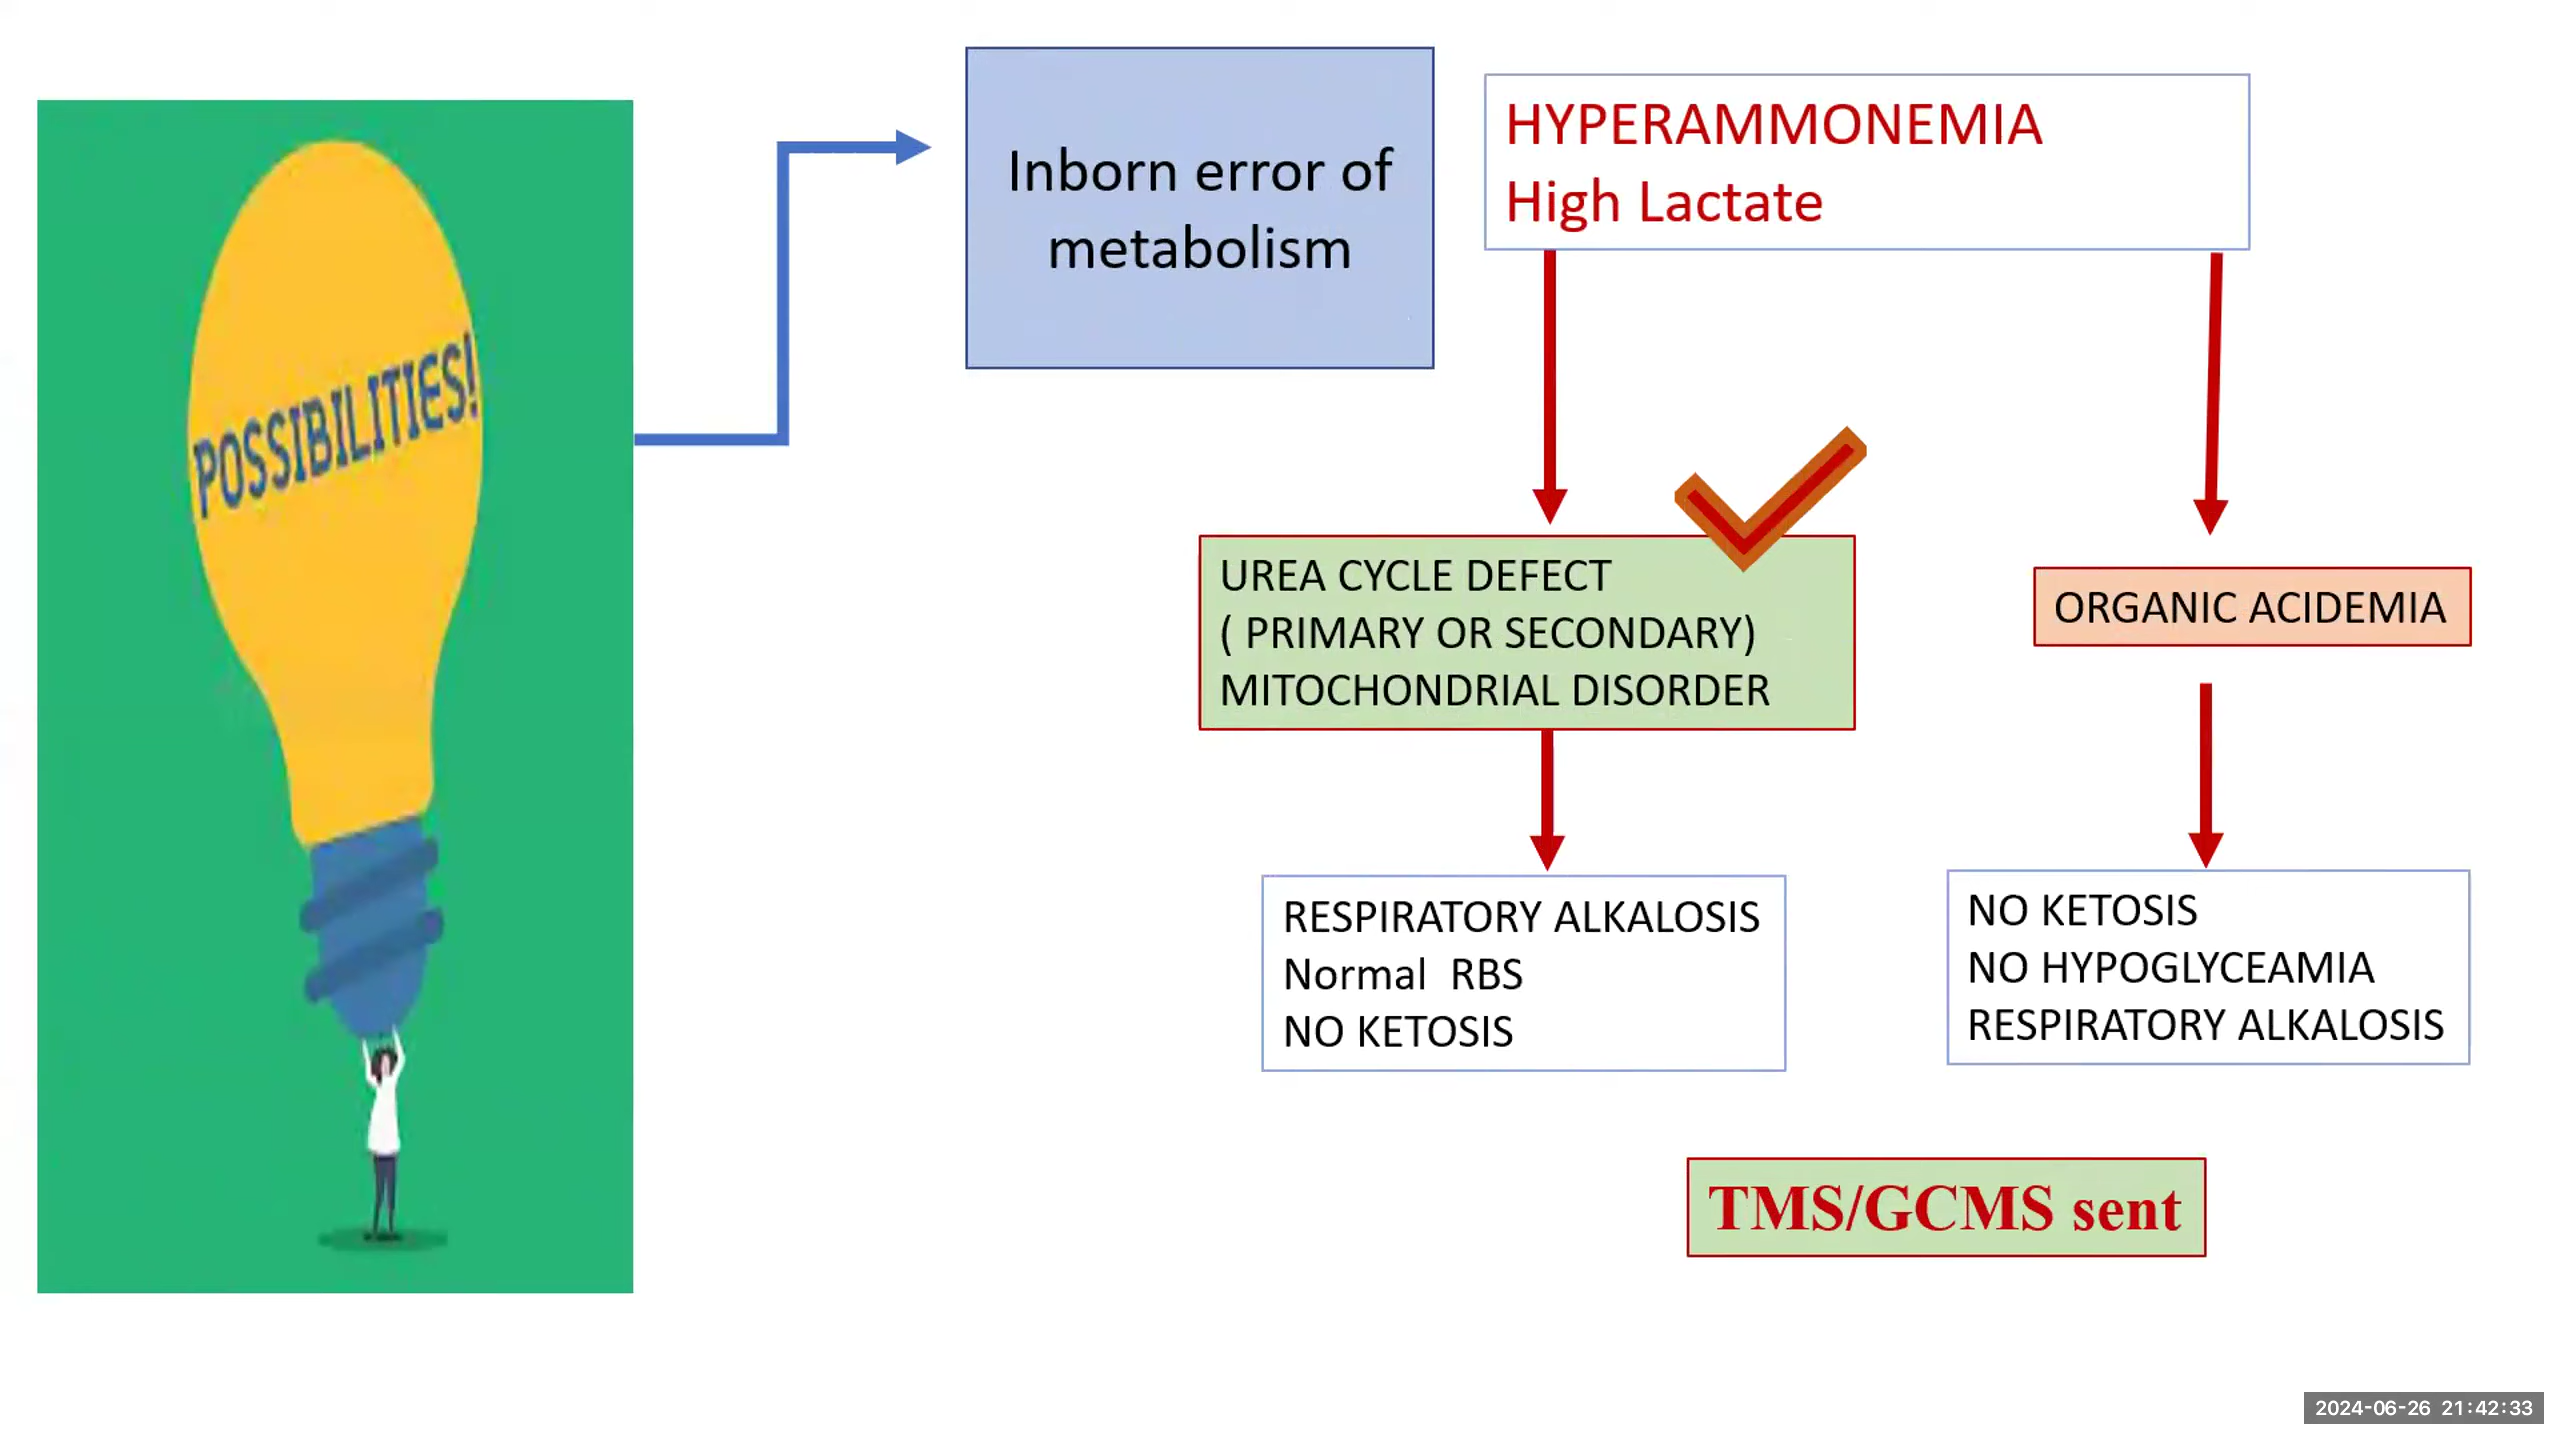 POSSIBILITIES!
Inborn error of
metabolism
HYPERAMMONEMIA
High Lactate
UREA CYCLE DEFECT
( PRIMARY OR SECONDARY)
MITOCHONDRIAL DISORDER
ORGANIC ACIDEMIA
RESPIRATORY ALKALOSIS
Normal  RBS
NO KETOSIS
NO KETOSIS
NO HYPOGLYCEAMIA
RESPIRATORY ALKALOSIS
TMS/GCMS sent
2024-06-26 21:42:33